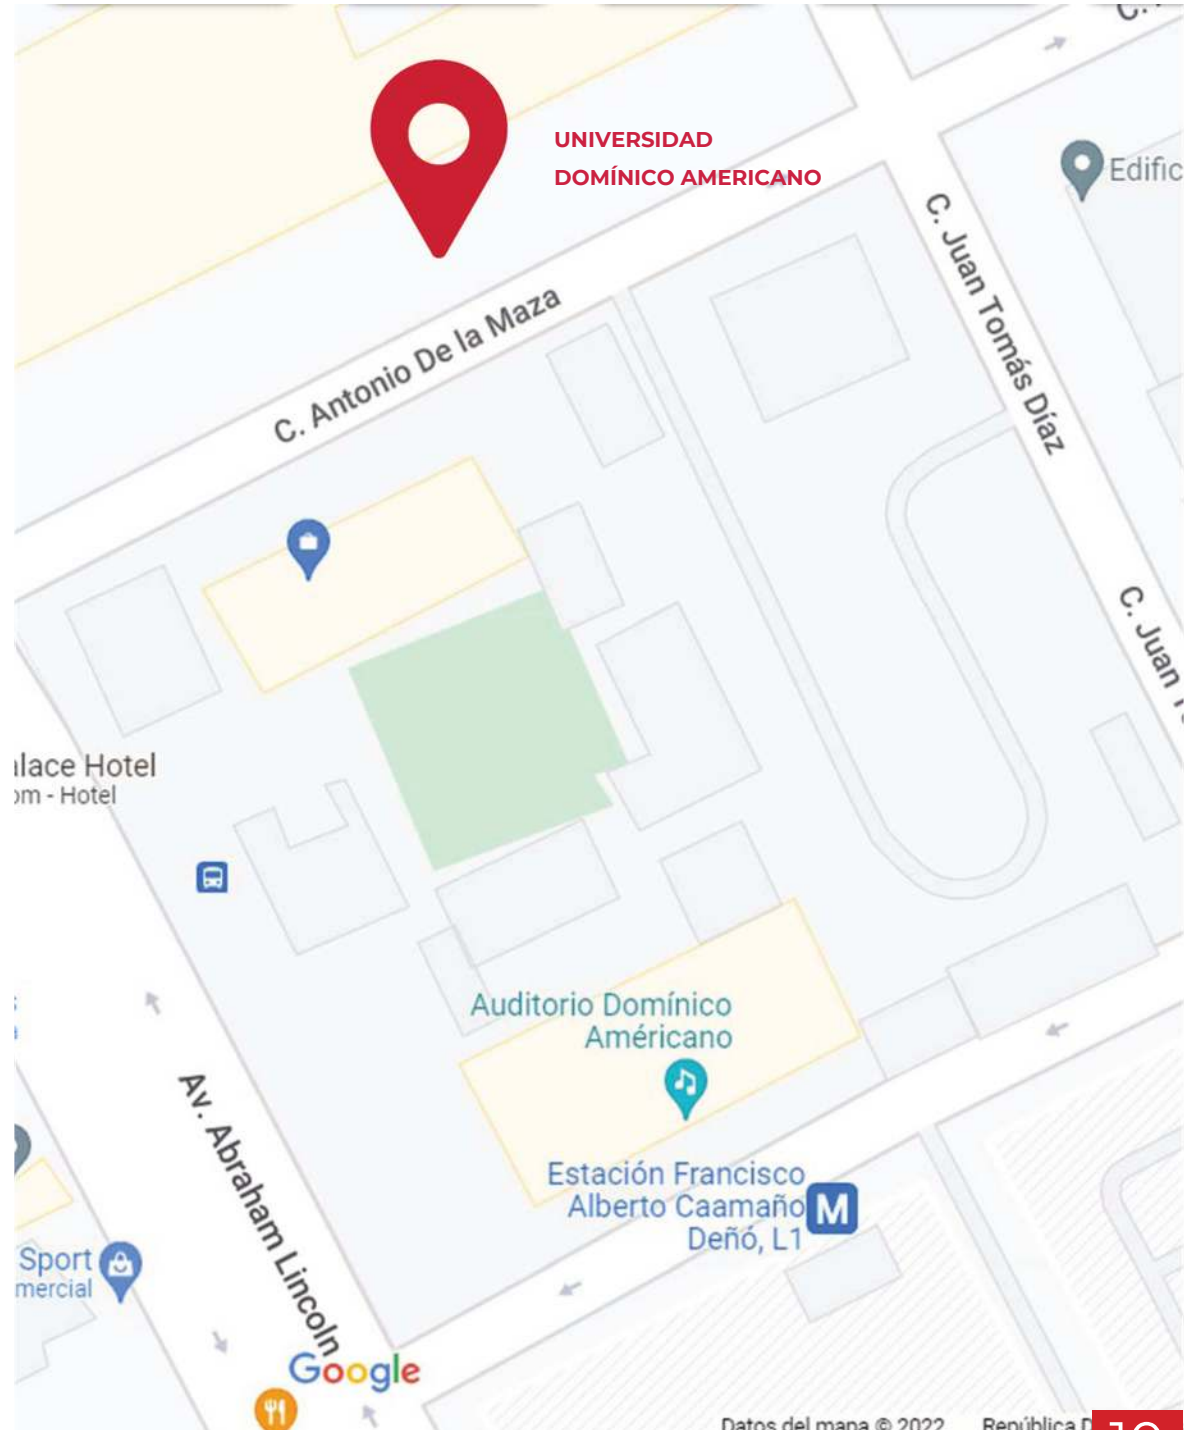 UNIVERSIDAD
DOMÍNICO AMERICANO
Edific
C. Juan Tomás Díaz
C. Antonio De la Maza
C. Juan
lace Hotel
om - Hotel
Auditorio Domínico
Américano
Av. Abraham Lincoln
Estación Francisco
Alberto Caamaño
Deñó, L1
M
Sport
mercial
Google
Datos del mapa © 2022 República D